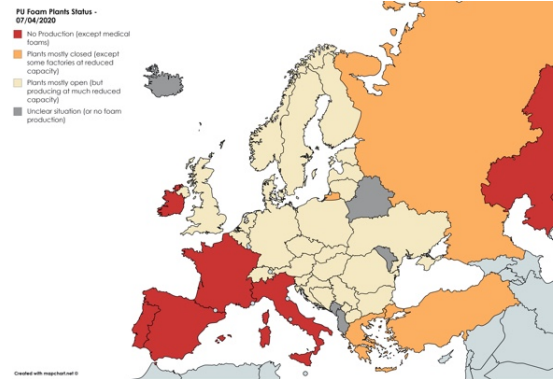 PU Foam Plants Status -
07/04/2020
No Production (except medical
foams)
Plants mostly closed (except
some factories at reduced
capacity)
Plants mostly open (but
producing at much reduced
capacity)
Unclear situation (or no foam
production)
Created with mapchart.net ©